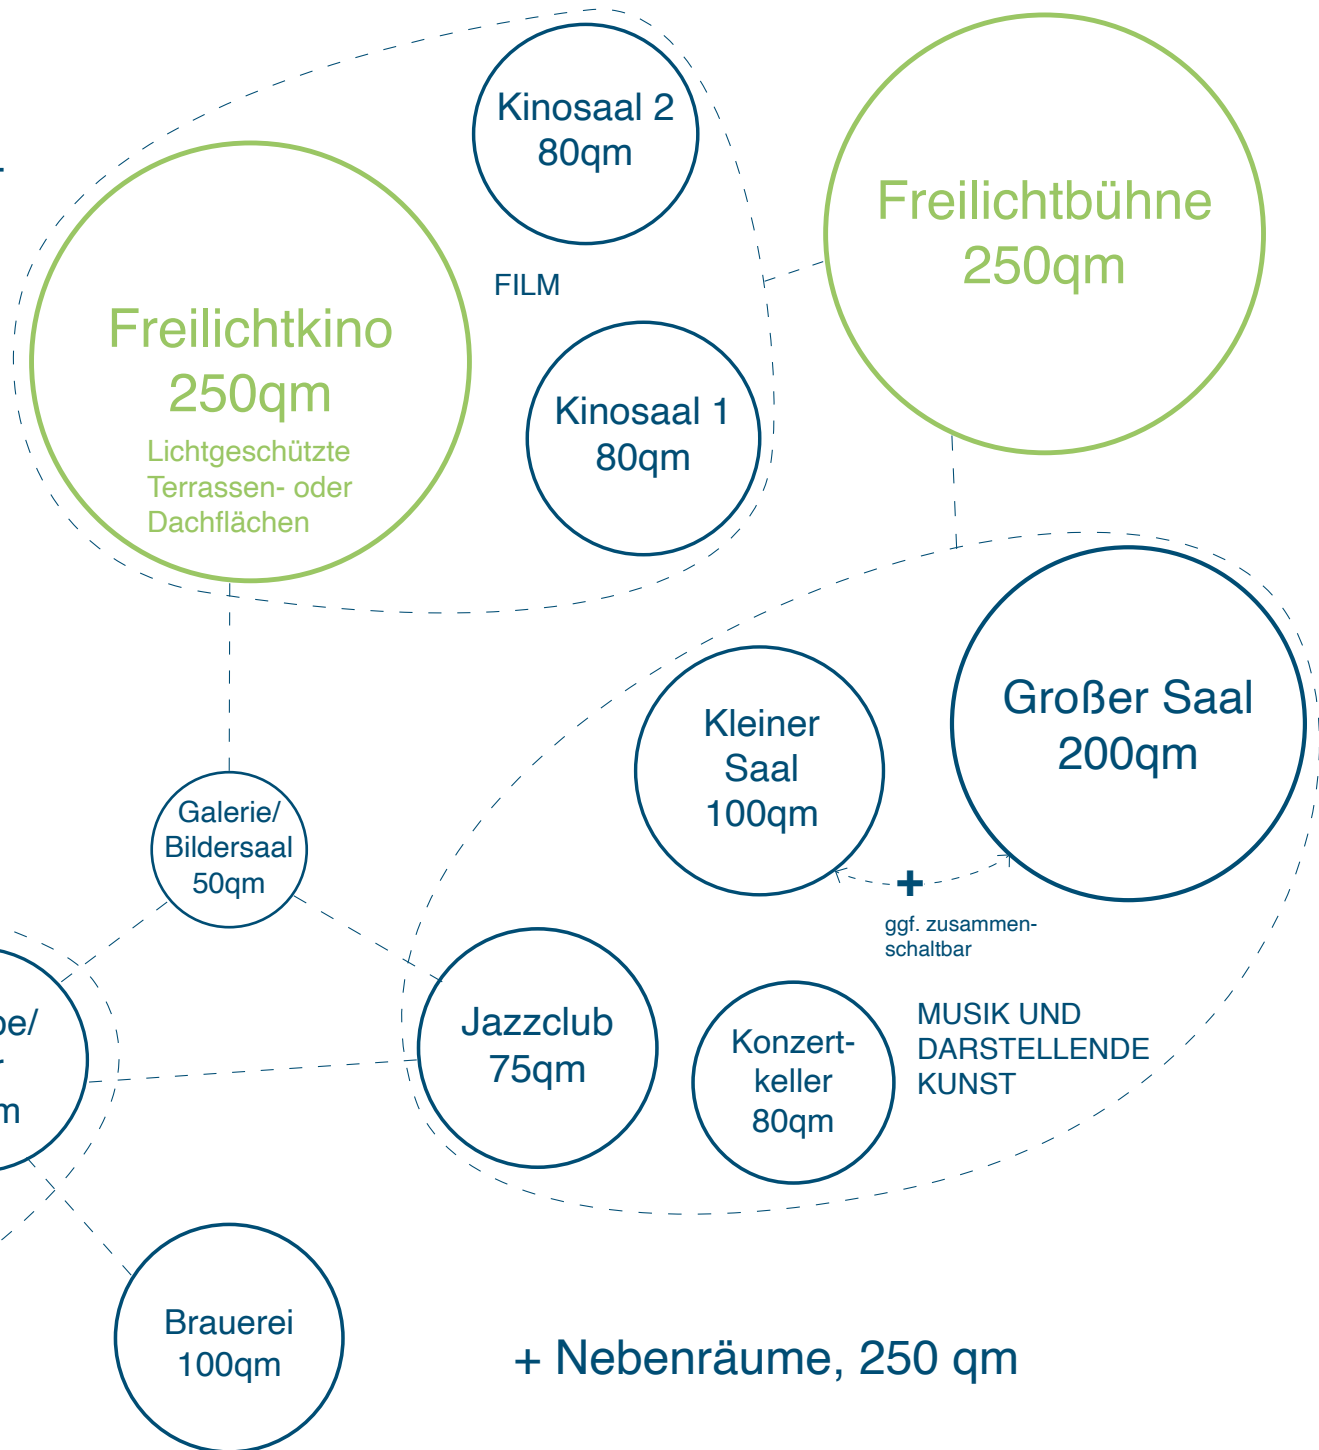 Kinosaal 2
80qm
Freilichtbühne
250qm
FILM
Freilichtkino
250qm
Lichtgeschützte
Terrassen- oder
Dachflächen
Kinosaal 1
80qm
Großer Saal
200qm
Kleiner
Saal
100qm
+
ggf. zusammen-
schaltbar
Galerie/
Bildersaal
50qm
Jazzclub
75qm
Konzert-
keller
80qm
MUSIK UND
DARSTELLENDE
KUNST
Brauerei
100qm
+ Nebenräume, 250 qm